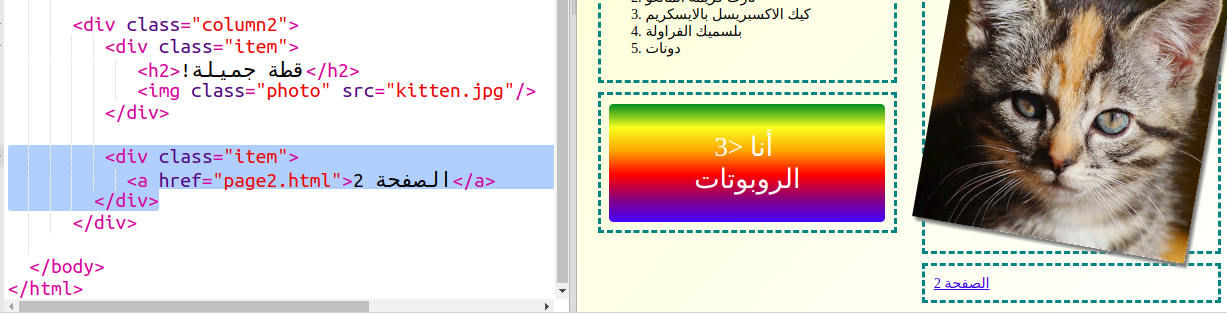 <div class="column2">
<div class="item">
<h2>قطة جميلة!</h2>
<img class="photo" src="kitten.jpg"/>
</div>
<div class="item">
<a href="page2.html">الصفحة 2</a>
</div>
</div>
</body>
</html>
3. كيك الاكسبريسل بالايسكريم
4. بلسميك الفراولة
5. دونات
أنا <3
الروبوتات
الصفحة 2